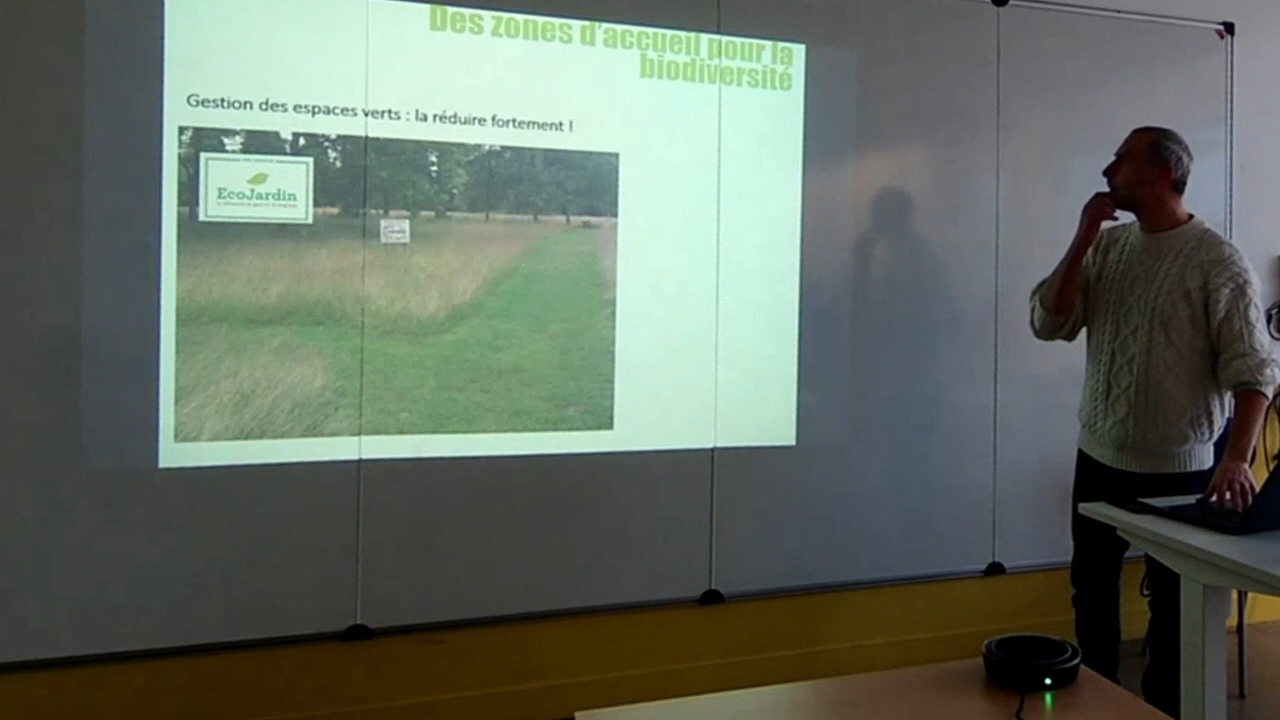 Des zones d'accueil pour la
biodiversité
Gestion des espaces verts : la réduire fortement !
EcoJardin